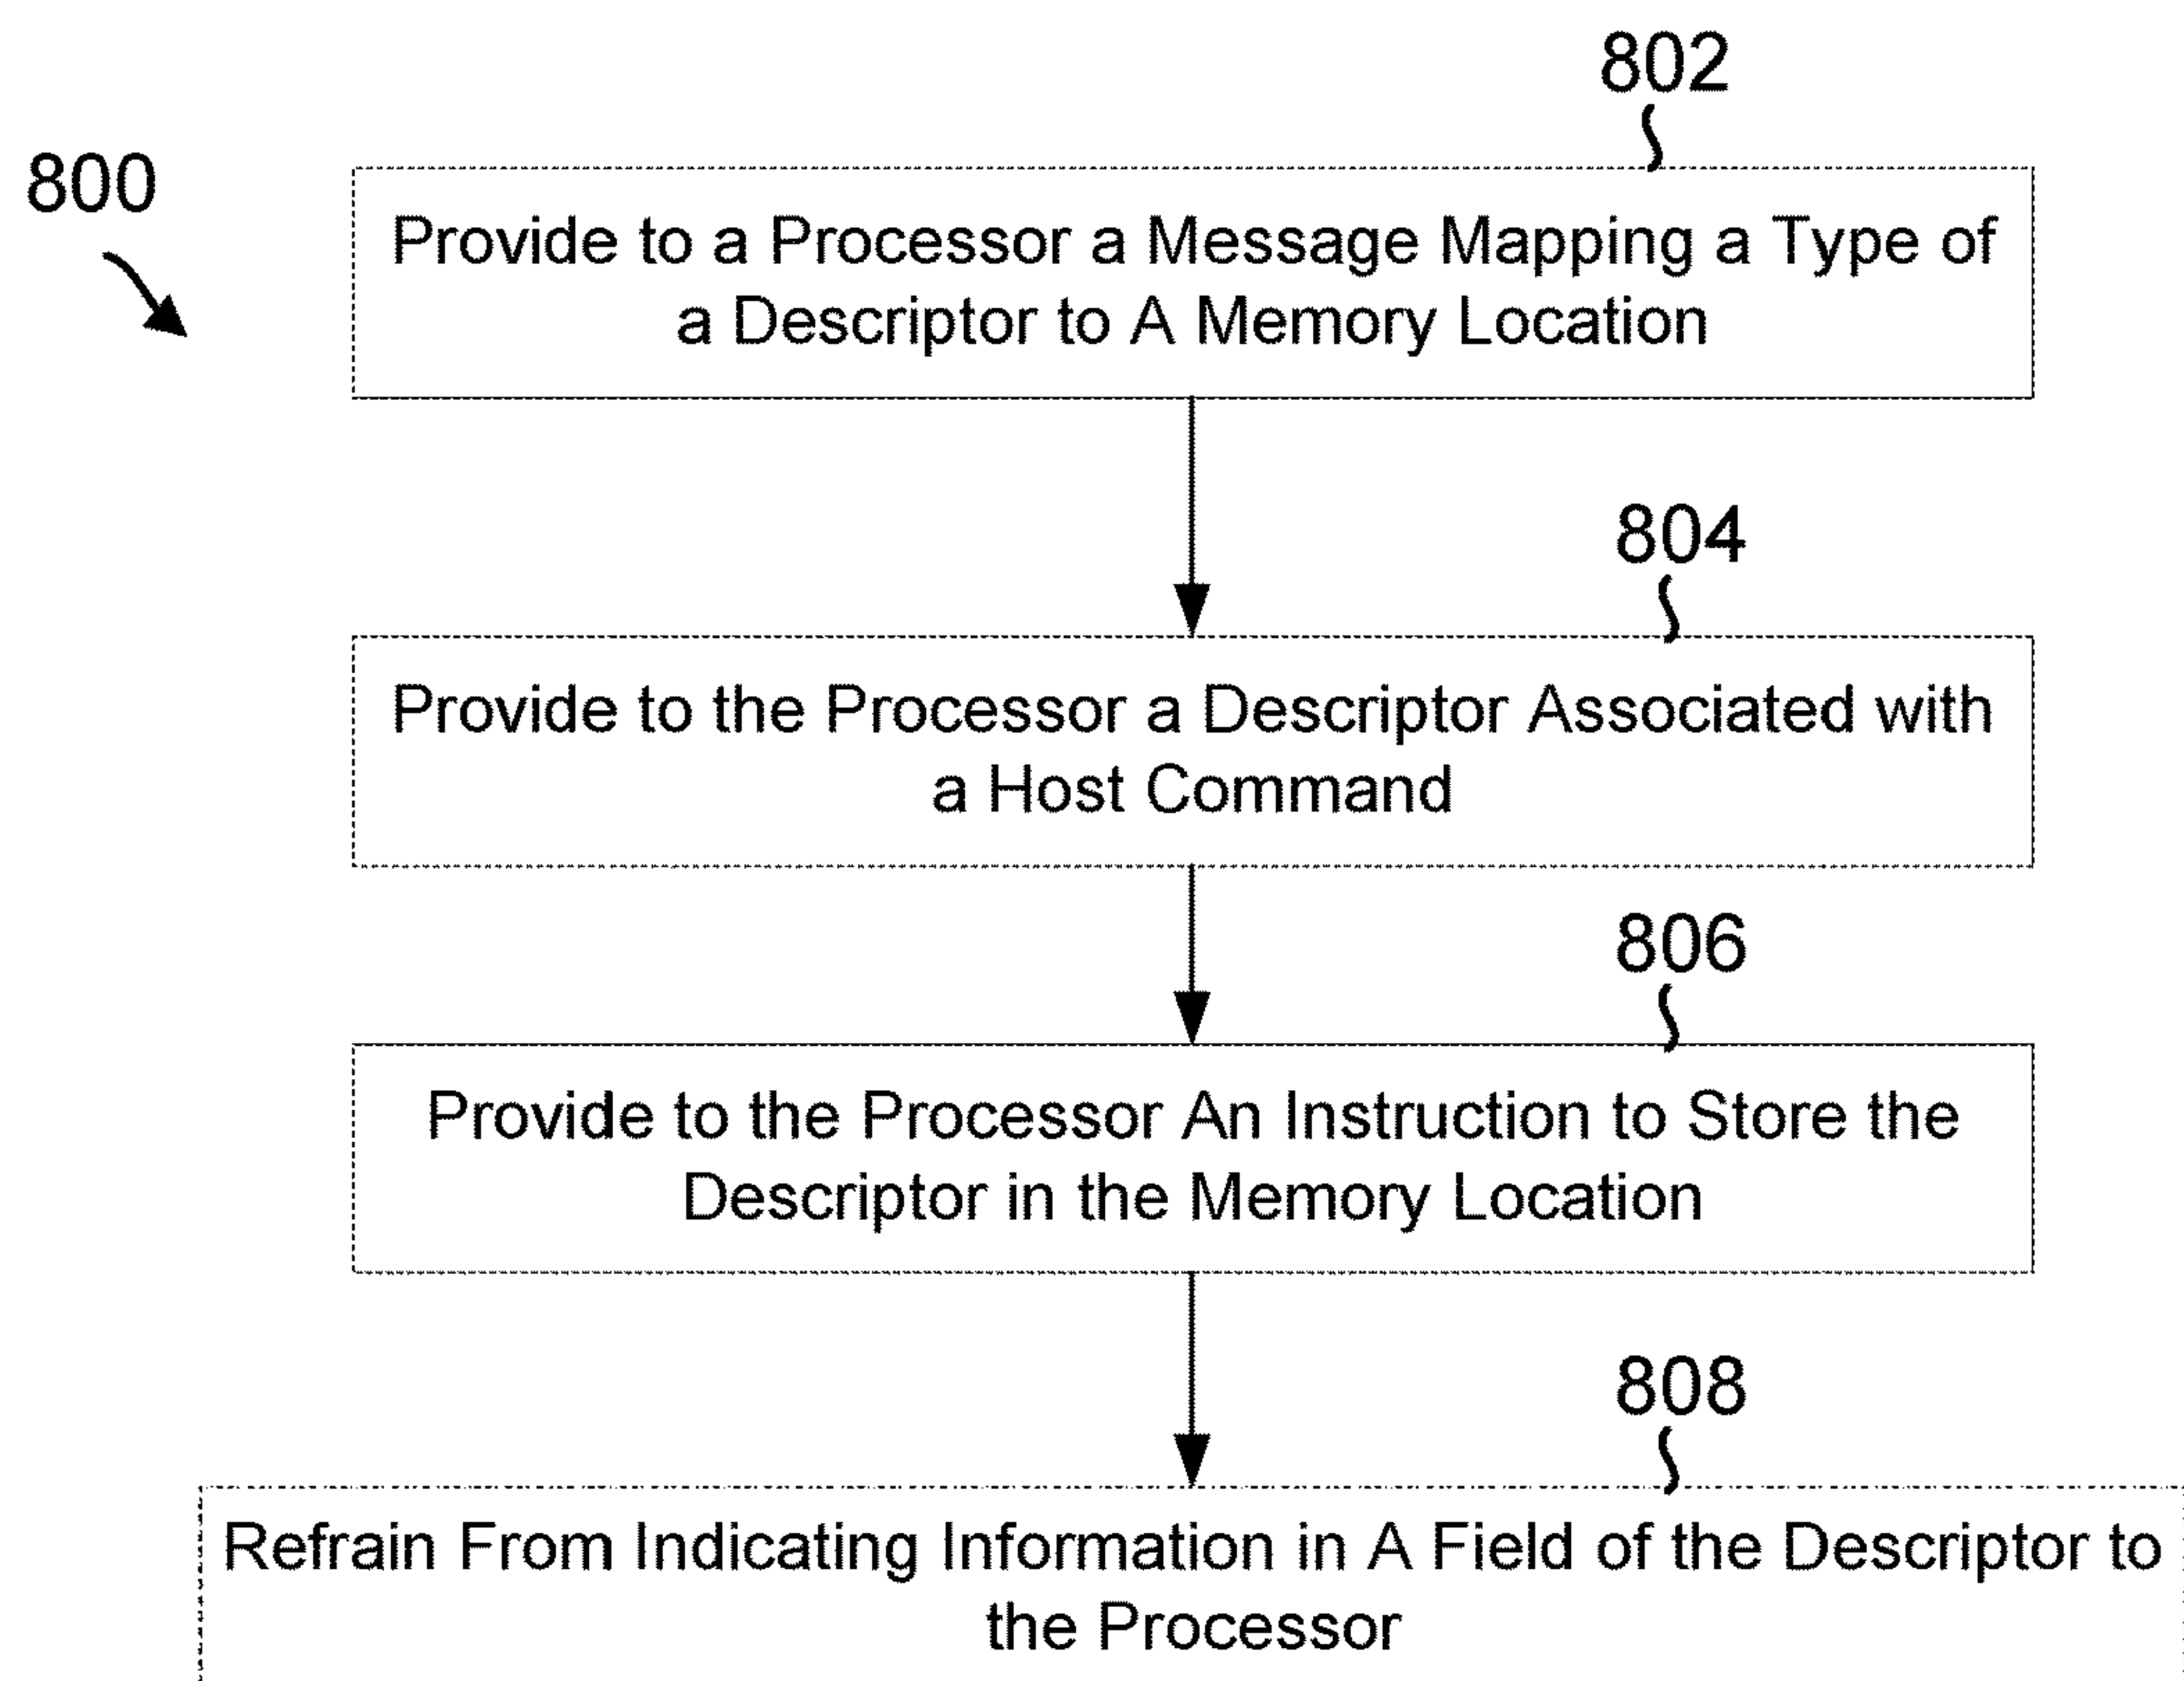 802
800
Provide to a Processor a Message Mapping a Type of
a Descriptor to A Memory Location
804
Provide to the Processor a Descriptor Associated with
a Host Command
806
Provide to the Processor An Instruction to Store the
Descriptor in the Memory Location
808
Refrain From Indicating Information in A Field of the Descriptor to
the Processor